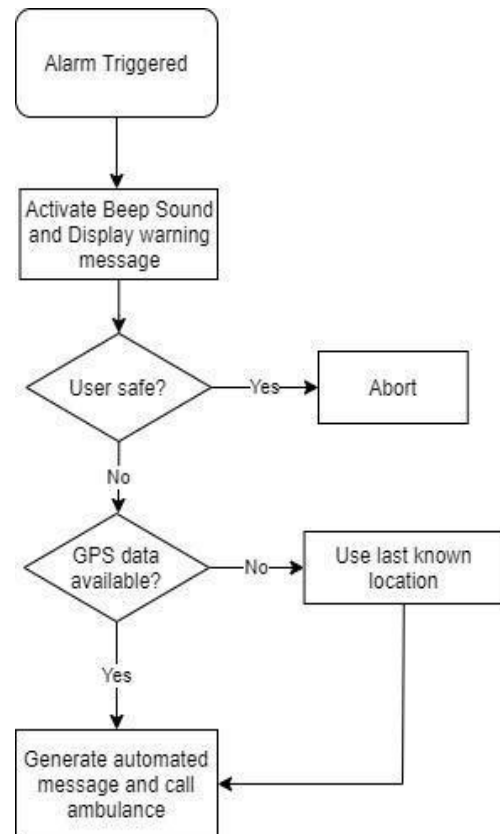 Alarm Triggered
Activate Beep Sound
and Display warning
message
User safe?
Yes
Abort
No
GPS data
available?
No
Use last known
location
Yes
Generate automated
message and call
ambulance